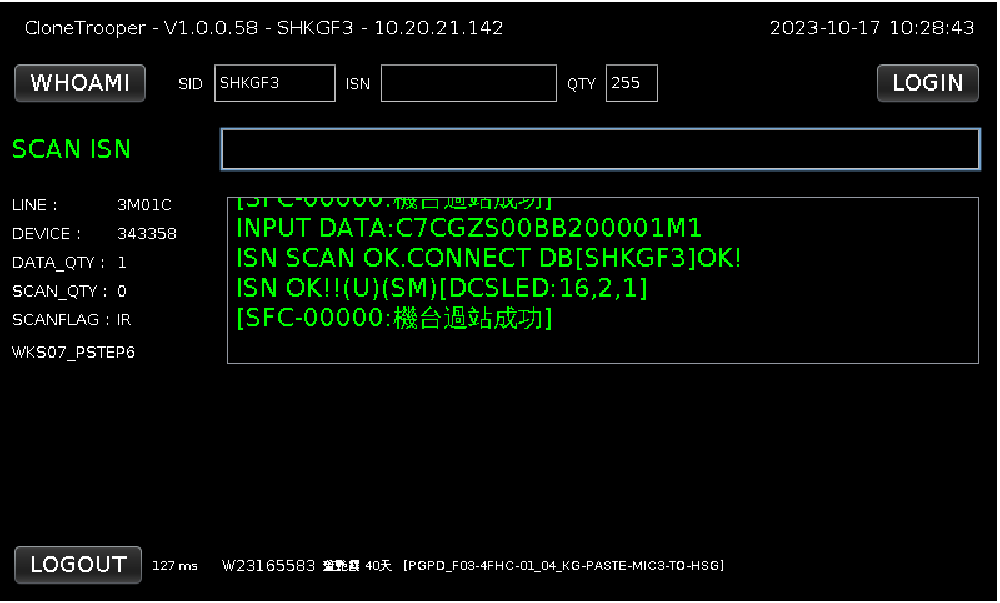 CloneTrooper - V1.0.0.58 - SHKGF3 - 10.20.21.142
2023-10-17 10:28:43
WHOAMI
SID SHKGF3
ISN
QTY 255
LOGIN
SCAN ISN
LINE : 3M01C
DEVICE : 343358
DATA_QTY : 1
SCAN_QTY : 0
SCANFLAG : IR
WKS07_PSTEP6
[SFC-00000:機台過站成功]
INPUT DATA:C7CGZS00BB200001M1
ISN SCAN OK.CONNECT DB[SHKGF3]OK!
ISN OK!!(U)(SM)[DCSLED:16,2,1]
[SFC-00000:機台過站成功]
LOGOUT
127 ms
W23165583 40天 [PGPD_F03-4FHC-01_04_KG-PASTE-MIC3-TO-HSG]